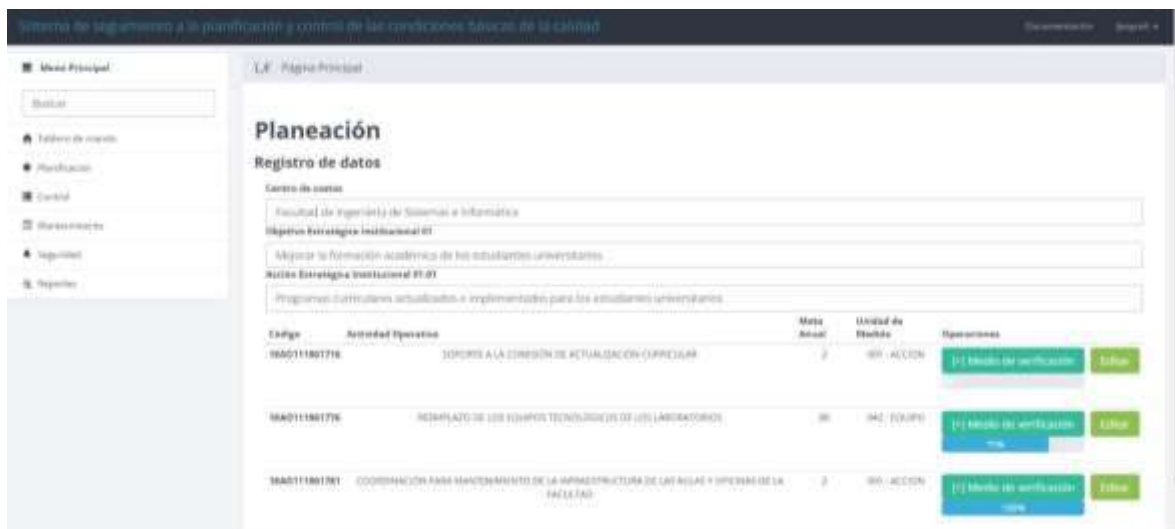 Sistema de seguimiento a la planificación y control de las condiciones básicas de la calidad
Documentación
Menú Principal
Página Principal
Buscar
Tablero de mando
Planificación
Control
Mantenimiento
Seguridad
Reportes
Planeación
Registro de datos
Centro de costos
Facultad de Ingeniería de Sistemas e Informática
Objetivo Estratégico Institucional 01
Mejorar la formación académica de los estudiantes universitarios
Acción Estratégica Institucional 01.01
Programas curriculares actualizados e implementados para los estudiantes universitarios
Código Actividad Operativa Meta Anual Unidad de Medida Operaciones
SOPORTE A LA COMISIÓN DE ACTUALIZACIÓN CURRICULAR 2 001 - ACCION [+] Medio de verificación Editar
REEMPLAZO DE LOS EQUIPOS TECNOLÓGICOS DE LOS LABORATORIOS 042 - EQUIPO [+] Medio de verificación Editar
COORDINACIÓN PARA MANTENIMIENTO DE LA INFRAESTRUCTURA DE LAS AULAS Y OFICINAS DE LA FACULTAD 2 001 - ACCION [+] Medio de verificación Editar
100%